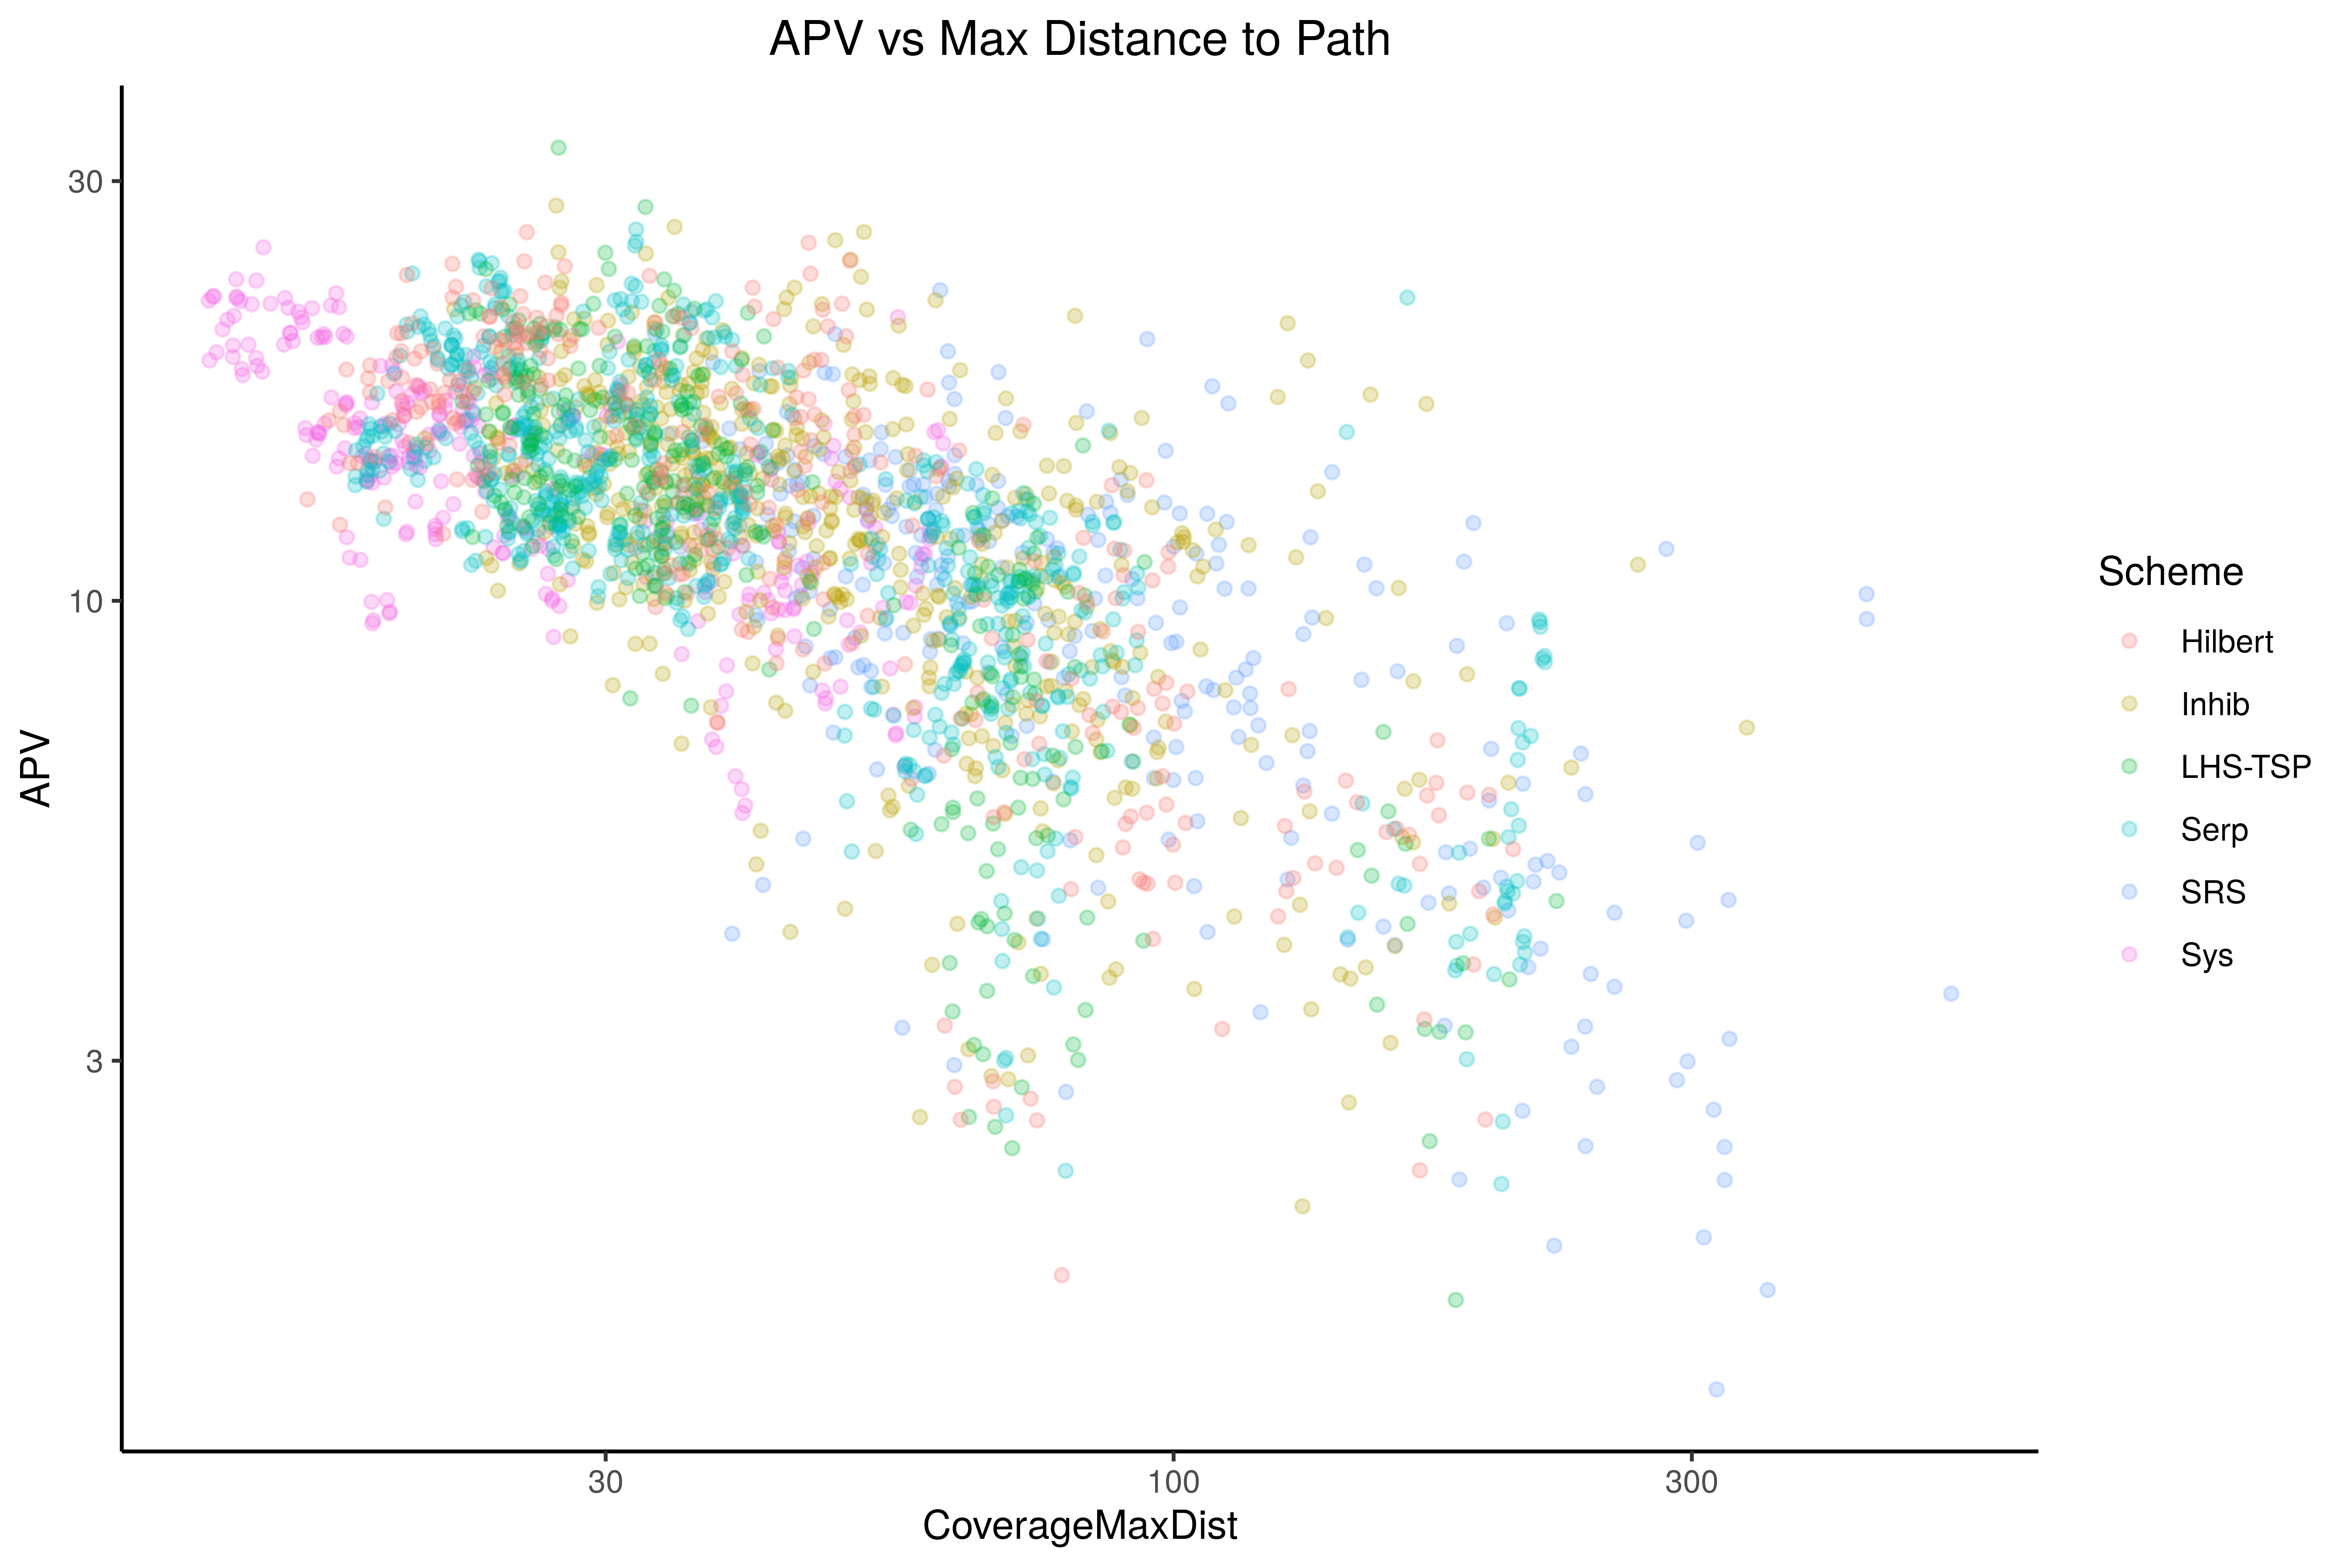 APV vs Max Distance to Path
30
10
3
APV
30
100
300
CoverageMaxDist
Scheme
Hilbert
Inhib
LHS-TSP
Serp
SRS
Sys